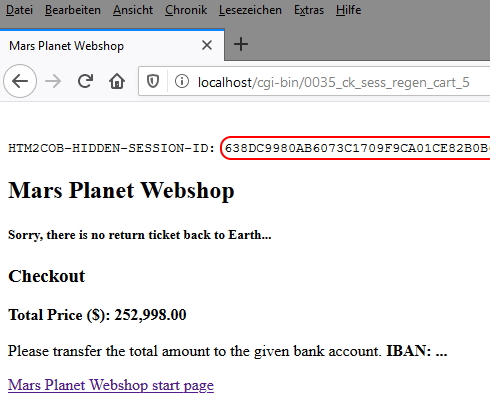 Datei Bearbeiten Ansicht Chronik Lesezeichen Extras Hilfe
Mars Planet Webshop
localhost/cgi-bin/0035_ck_sess_regen_cart_5
HTM2COB-HIDDEN-SESSION-ID: 638DC9980AB6073C1709F9CA01CE82B0B
Mars Planet Webshop
Sorry, there is no return ticket back to Earth...
Checkout
Total Price ($): 252,998.00
Please transfer the total amount to the given bank account. IBAN: ...
Mars Planet Webshop start page